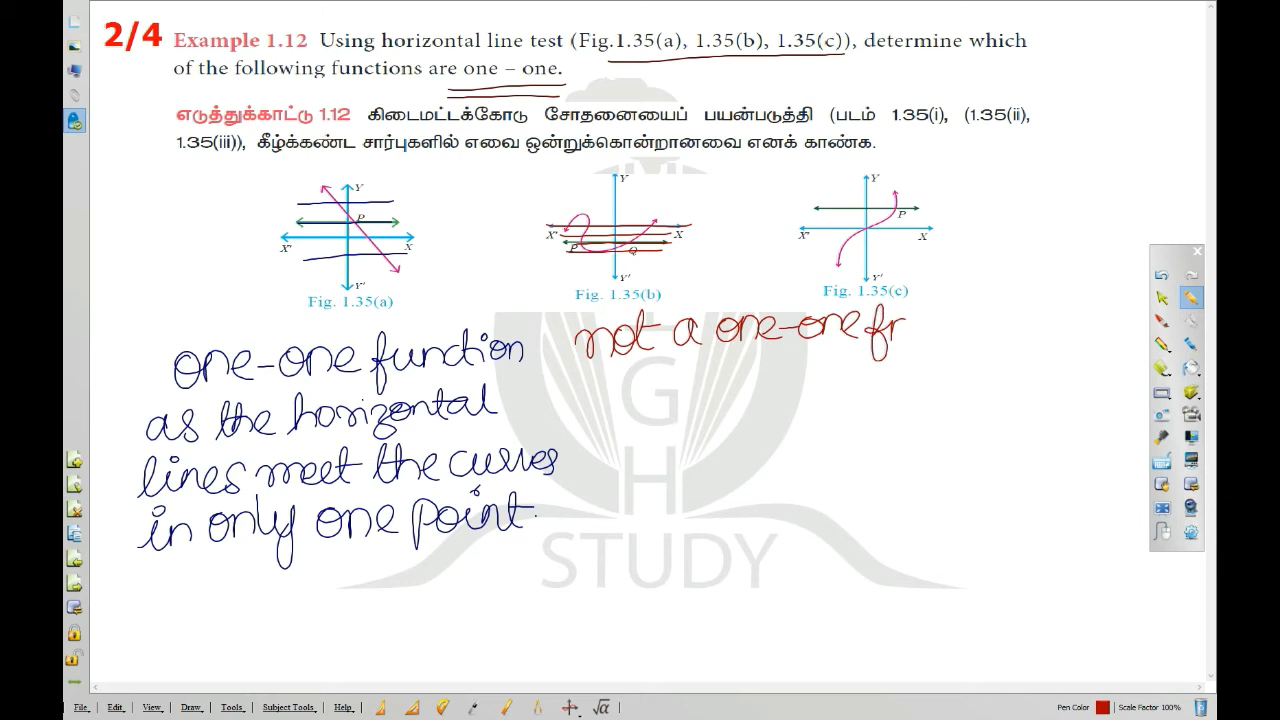 2/4 Example 1.12 Using horizontal line test (Fig.1.35(a), 1.35(b), 1.35(c)), determine which
of the following functions are one – one.
எடுத்துக்காட்டு 1.12 கிடைமட்டக்கோடு சோதனையைப் பயன்படுத்தி (படம் 1.35(i), (1.35(ii),
1.35(iii)), கீழ்க்கண்ட சார்புகளில் எவை ஒன்றுக்கொன்றானவை எனக் காண்க.
Y P X' X Y'
Fig. 1.35(a)
Y X' X P Q Y'
Fig. 1.35(b)
Y P X' X Y'
Fig. 1.35(c)
one-one function
as the horizontal
lines meet the curves
in only one point.
not a one-one fr
G
H
STUDY
File Edit View Draw Tools Subject Tools Help √α Pen Color Scale Factor 100%